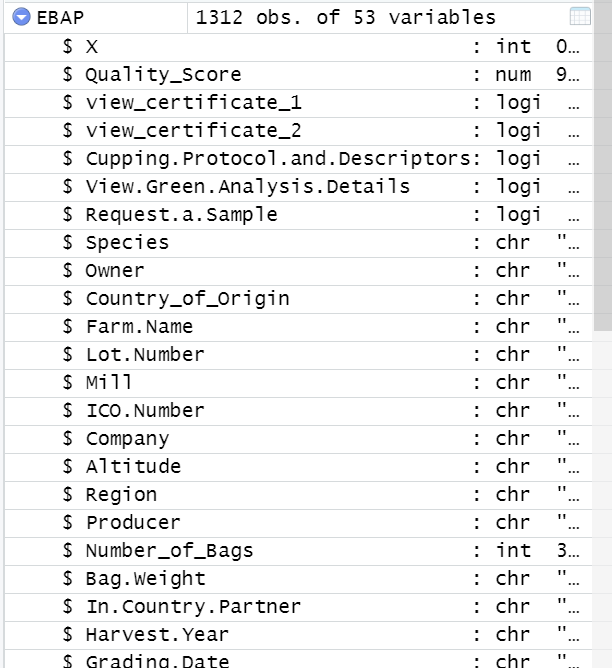 EBAP 1312 obs. of 53 variables
$ X : int 0…
$ Quality_Score : num 9…
$ view_certificate_1 : logi …
$ view_certificate_2 : logi …
$ Cupping.Protocol.and.Descriptors: logi …
$ View.Green.Analysis.Details : logi …
$ Request.a.Sample : logi …
$ Species : chr "…
$ Owner : chr "…
$ Country_of_Origin : chr "…
$ Farm.Name : chr "…
$ Lot.Number : chr "…
$ Mill : chr "…
$ ICO.Number : chr "…
$ Company : chr "…
$ Altitude : chr "…
$ Region : chr "…
$ Producer : chr "…
$ Number_of_Bags : int 3…
$ Bag.Weight : chr "…
$ In.Country.Partner : chr "…
$ Harvest.Year : chr "…
$ Grading.Date : chr "…